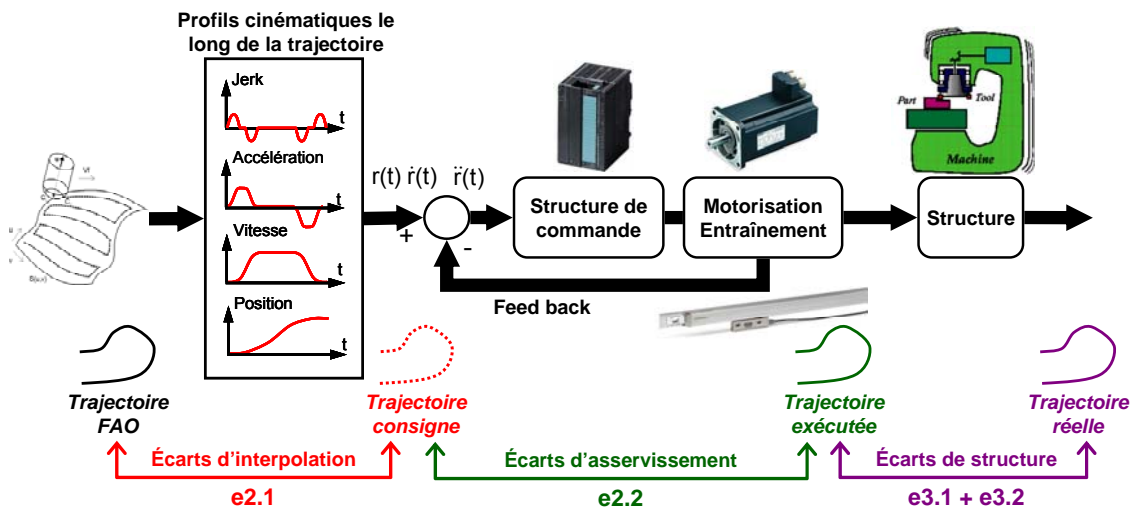 Profils cinématiques le
long de la trajectoire
Jerk
t
Accélération
t
Vitesse
t
Position
t
Vf
r(t) ṙ(t) r̈(t)
+
-
Structure de
commande
Motorisation
Entraînement
Structure
Part
Tool
Machine
Feed back
Trajectoire
FAO
Trajectoire
consigne
Trajectoire
exécutée
Trajectoire
réelle
Écarts d'interpolation
Écarts d'asservissement
Écarts de structure
e2.1
e2.2
e3.1 + e3.2